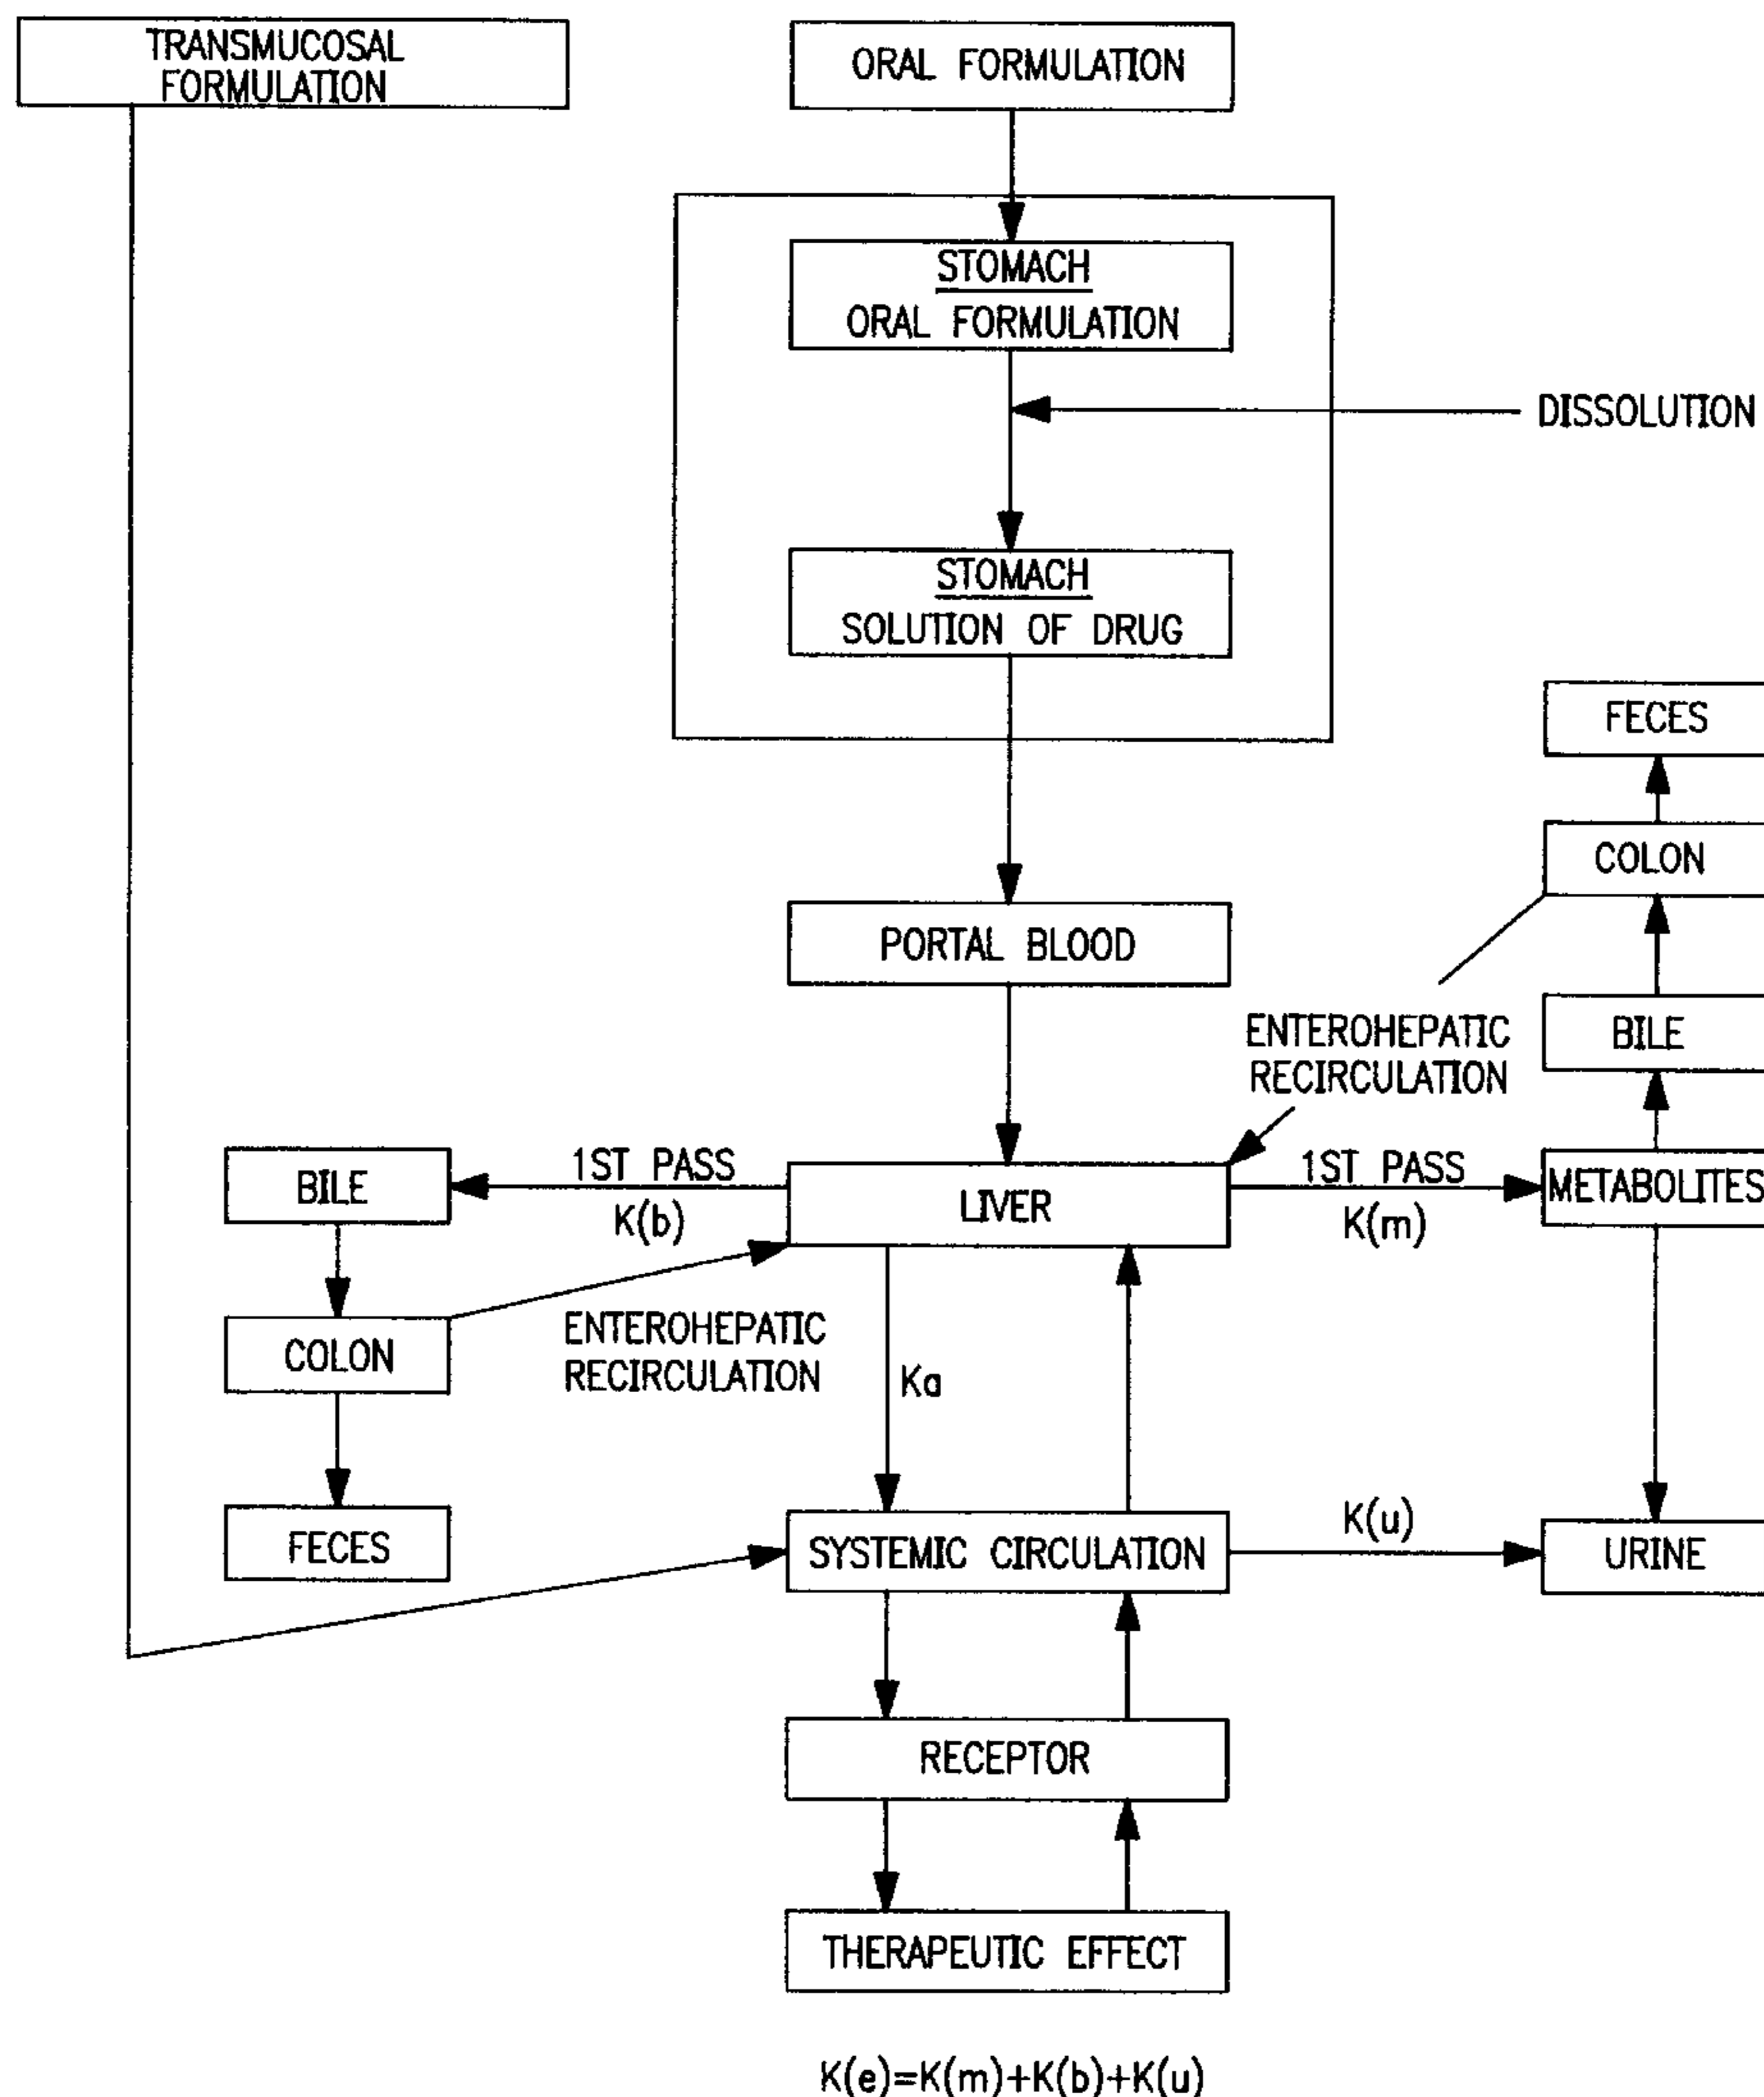 TRANSMUCOSAL
FORMULATION
ORAL FORMULATION
STOMACH
ORAL FORMULATION
DISSOLUTION
STOMACH
SOLUTION OF DRUG
FECES
COLON
PORTAL BLOOD
ENTEROHEPATIC
RECIRCULATION
BILE
BILE
1ST PASS
K(b)
LIVER
1ST PASS
K(m)
METABOLITES
COLON
ENTEROHEPATIC
RECIRCULATION
Ka
FECES
SYSTEMIC CIRCULATION
K(u)
URINE
RECEPTOR
THERAPEUTIC EFFECT
K(e)=K(m)+K(b)+K(u)